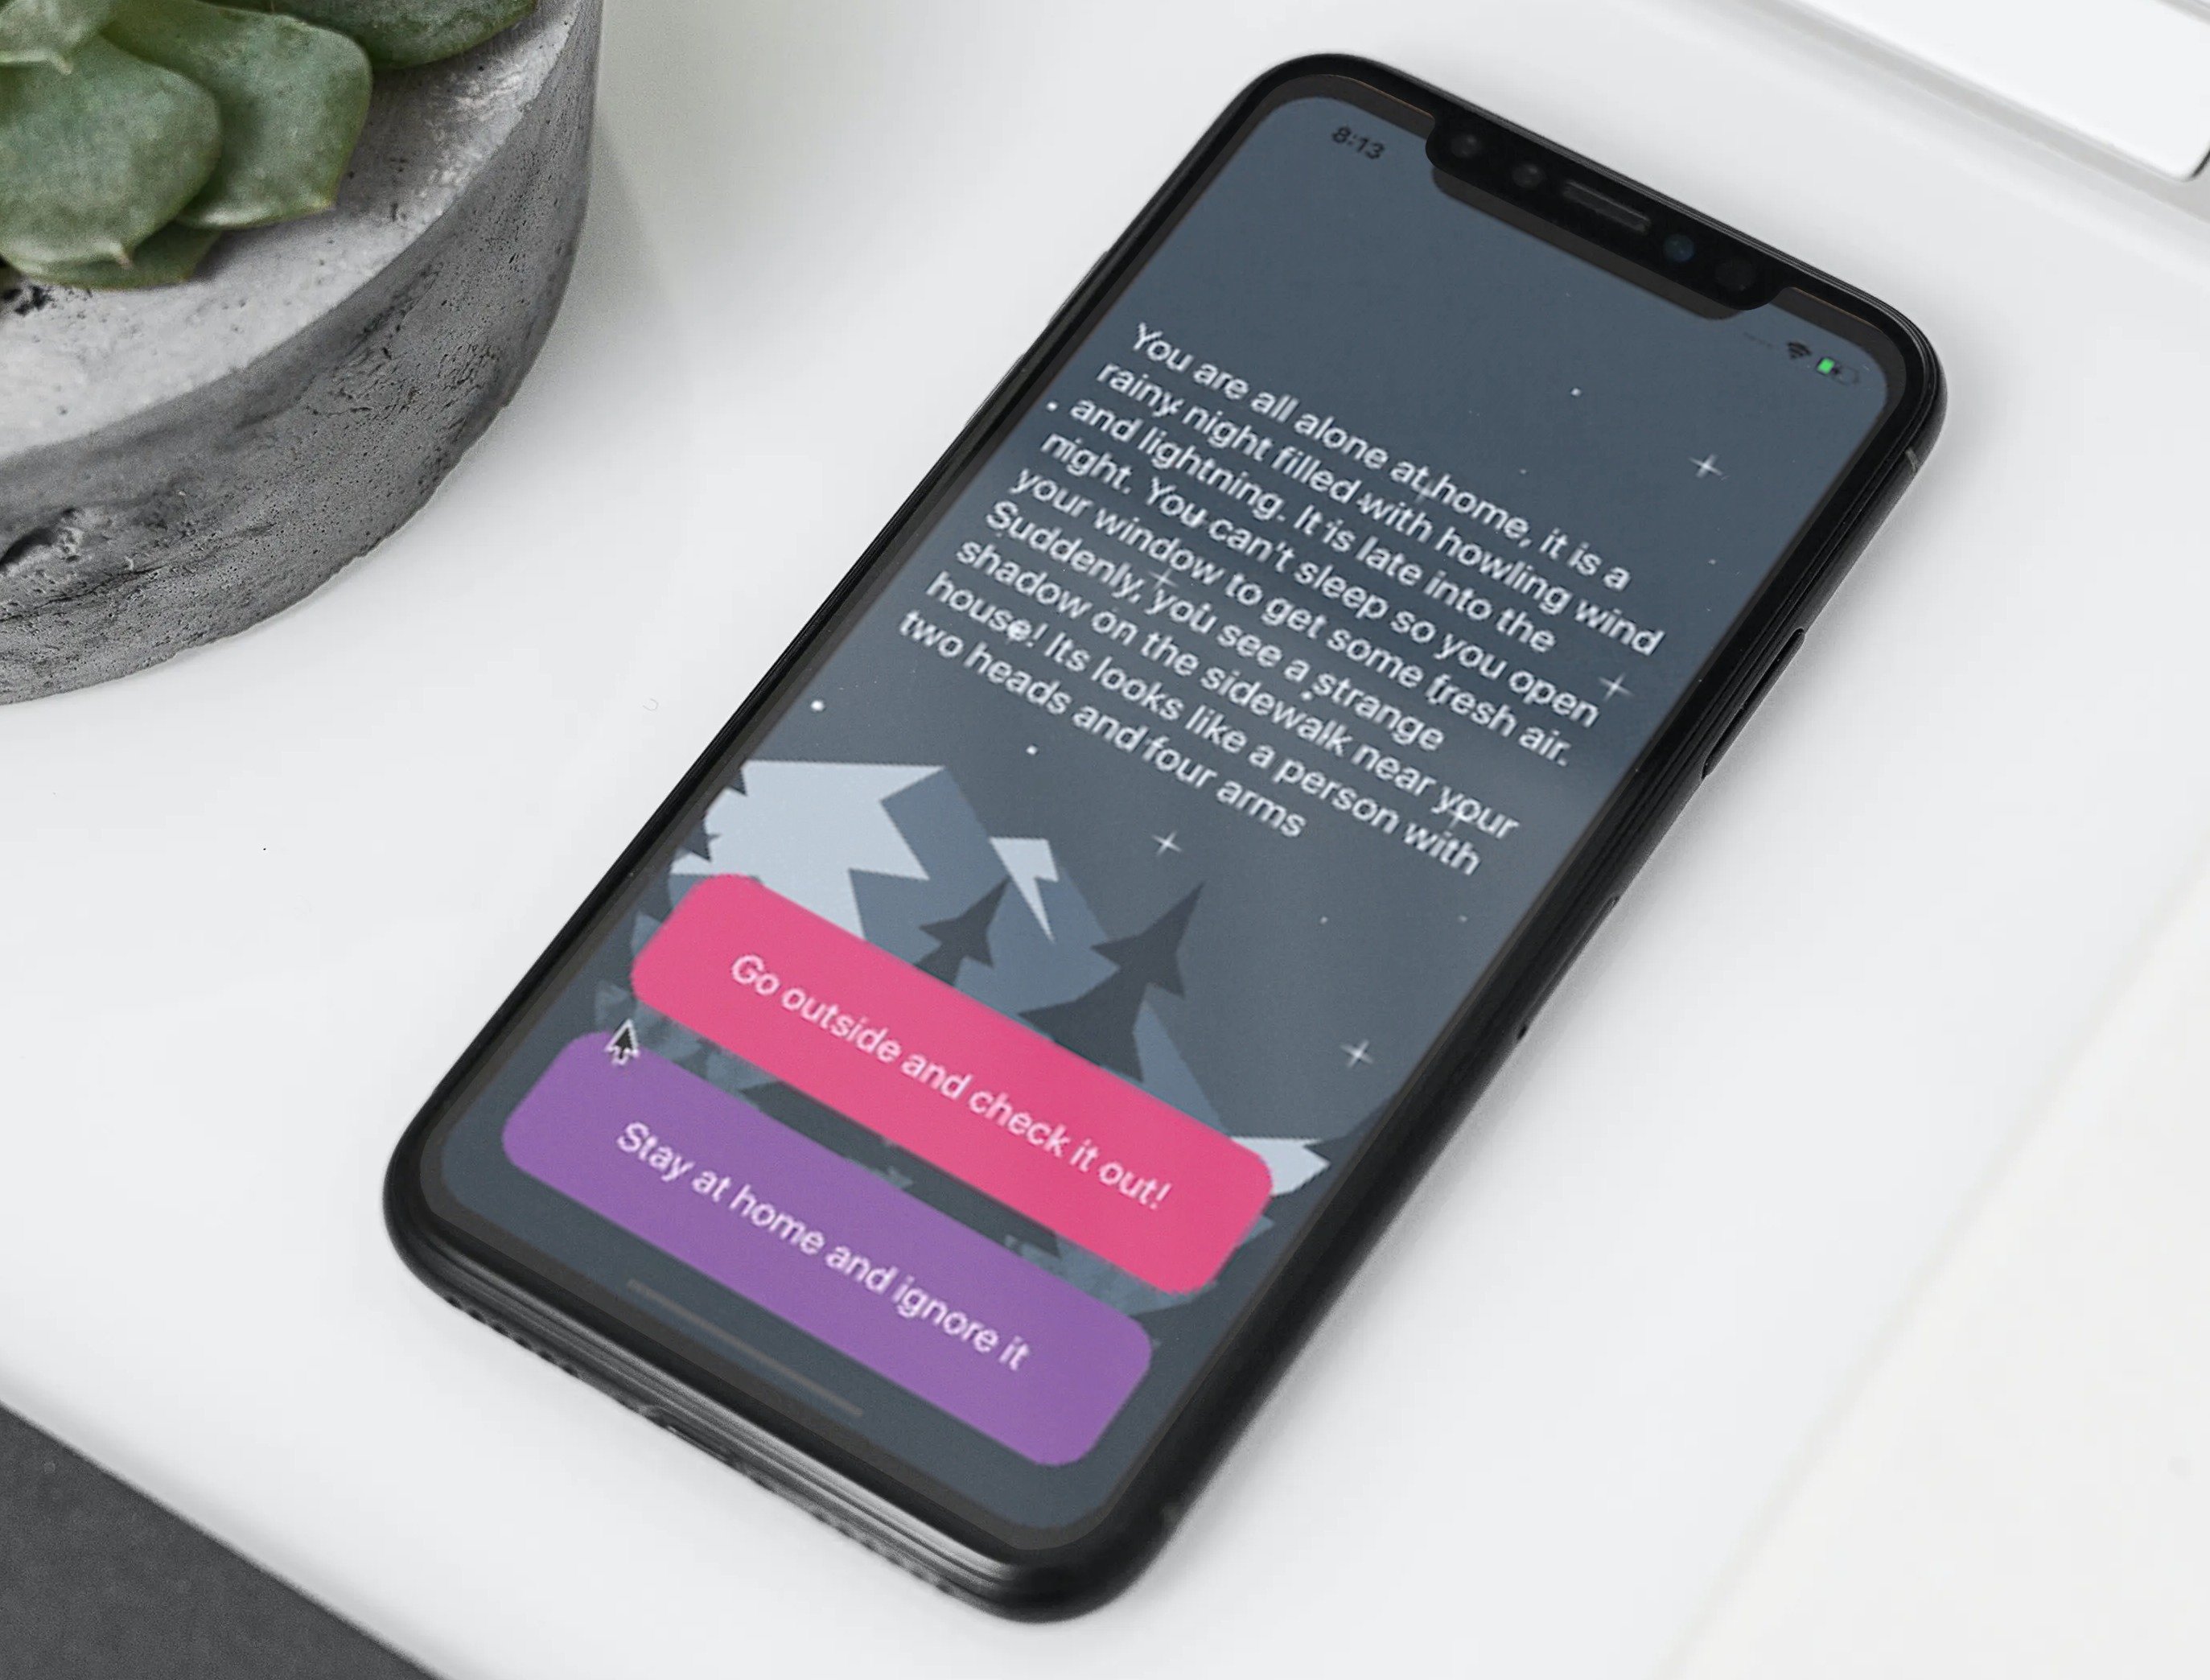 8:13
You are all alone at home, it is a
rainy night filled with howling wind
and lightning. It is late into the
night. You can't sleep so you open
your window to get some fresh air.
Suddenly, you see a strange
shadow on the sidewalk near your
house! Its looks like a person with
two heads and four arms
Go outside and check it out!
Stay at home and ignore it